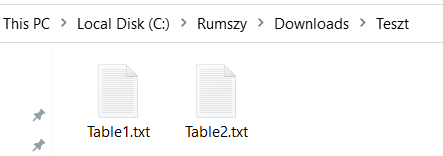 This PC > Local Disk (C:) > Rumszy > Downloads > Teszt
Table1.txt Table2.txt